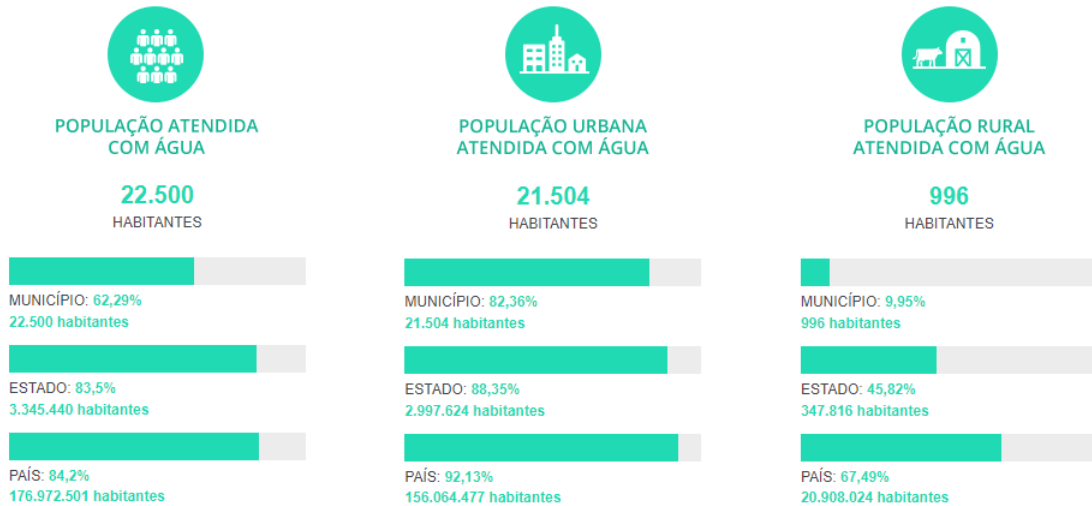 POPULAÇÃO ATENDIDA
COM ÁGUA
22.500
HABITANTES
MUNICÍPIO: 62,29%
22.500 habitantes
ESTADO: 83,5%
3.345.440 habitantes
PAÍS: 84,2%
176.972.501 habitantes
POPULAÇÃO URBANA
ATENDIDA COM ÁGUA
21.504
HABITANTES
MUNICÍPIO: 82,36%
21.504 habitantes
ESTADO: 88,35%
2.997.624 habitantes
PAÍS: 92,13%
156.064.477 habitantes
POPULAÇÃO RURAL
ATENDIDA COM ÁGUA
996
HABITANTES
MUNICÍPIO: 9,95%
996 habitantes
ESTADO: 45,82%
347.816 habitantes
PAÍS: 67,49%
20.908.024 habitantes